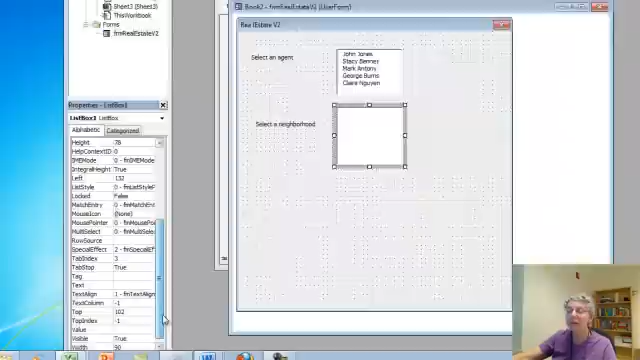 Sheet3 (Sheet3)
ThisWorkbook
Forms
frmRealEstateV2
Book2 - frmRealEstateV2 (UserForm)
Real Estare V2
Select an agent
John Jones
Stacy Benner
Mark Antony
George Burns
Claire Nguyen
Select a neighborhood
Properties - ListBox1
ListBox1 ListBox
Alphabetic Categorized
Height 78
HelpContextID 0
IMEMode 0 - fmIMEMode
IntegralHeight True
Left 132
ListStyle 0 - fmListStyleP
Locked False
MatchEntry 0 - fmMatchEnt
MouseIcon (None)
MousePointer 0 - fmMousePoi
MultiSelect 0 - fmMultiSele
RowSource
SpecialEffect 2 - fmSpecialEf
TabIndex 3
TabStop True
Tag
Text
TextAlign 1 - fmTextAlign
TextColumn -1
Top 102
TopIndex -1
Value
Visible True
Width 90